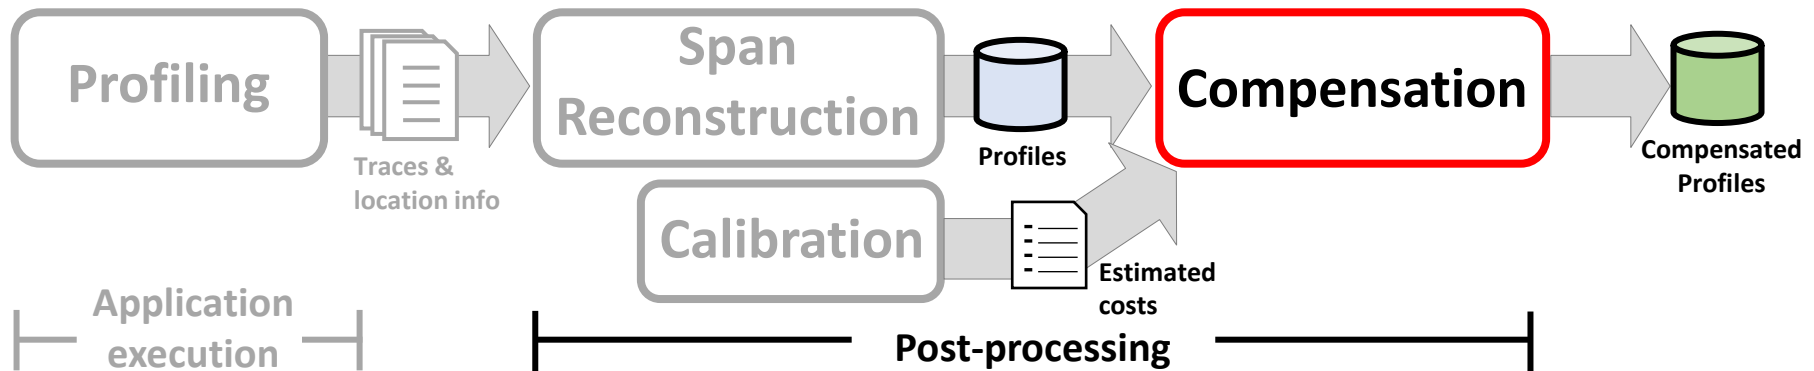 Profiling
Traces &
location info
Span
Reconstruction
Profiles
Calibration
Estimated
costs
Compensation
Compensated
Profiles
Application
execution
Post-processing